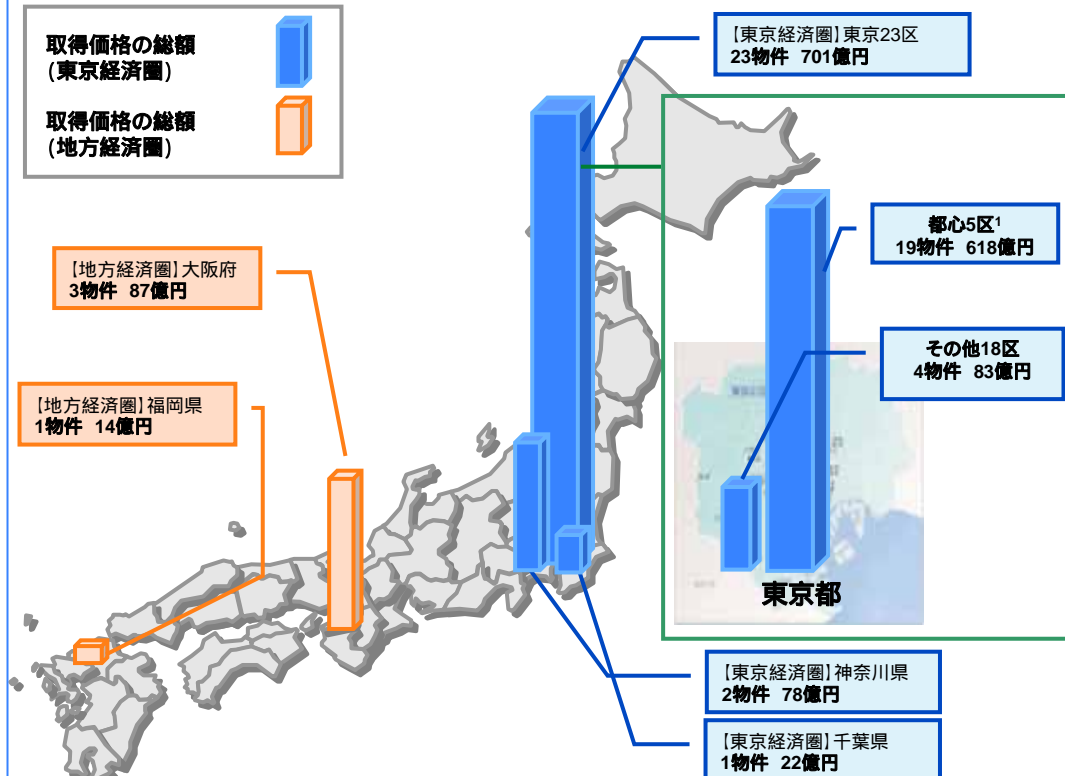 取得価格の総額
(東京経済圏)
取得価格の総額
(地方経済圏)
【東京経済圏】東京23区
23物件 701億円
都心5区1
19物件 618億円
その他18区
4物件 83億円
【地方経済圏】大阪府
3物件 87億円
【地方経済圏】福岡県
1物件 14億円
東京都
【東京経済圏】神奈川県
2物件 78億円
【東京経済圏】千葉県
1物件 22億円